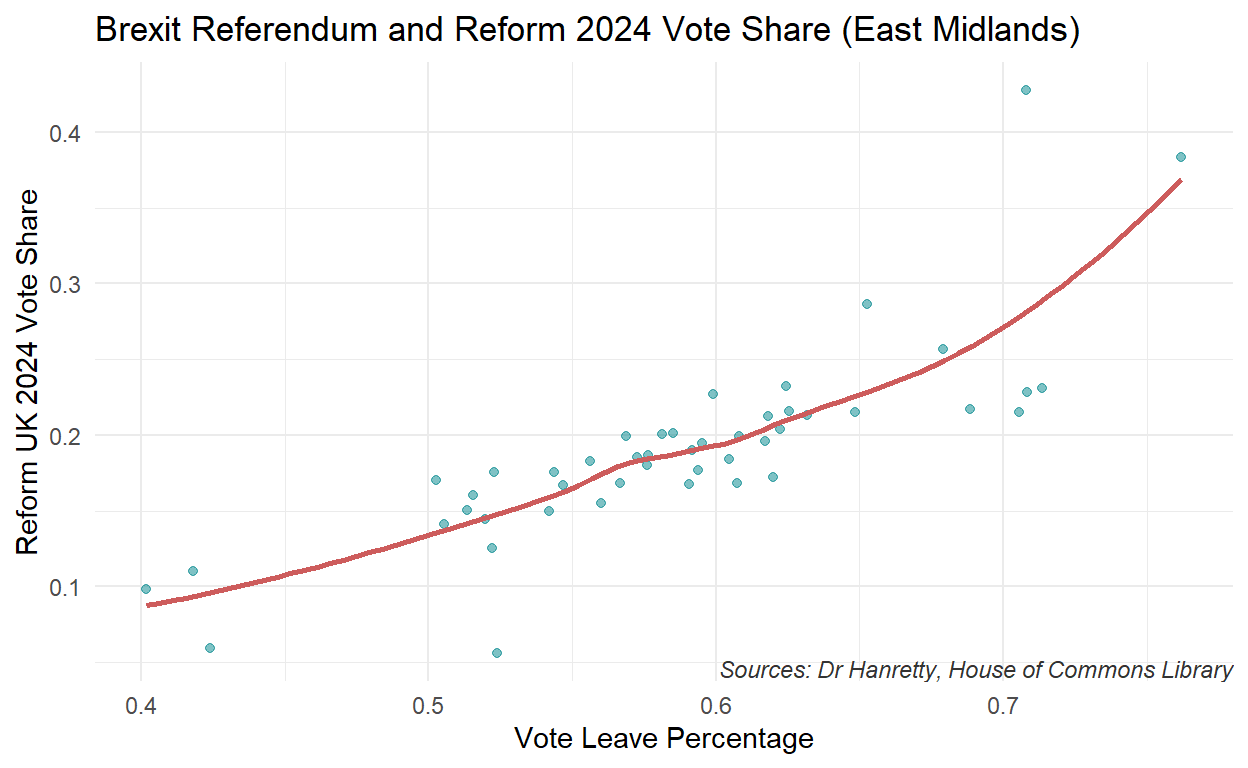 Brexit Referendum and Reform 2024 Vote Share (East Midlands)
Reform UK 2024 Vote Share
0.4
0.3
0.2
0.1
Sources: Dr Hanretty, House of Commons Library
0.4 0.5 0.6 0.7
Vote Leave Percentage